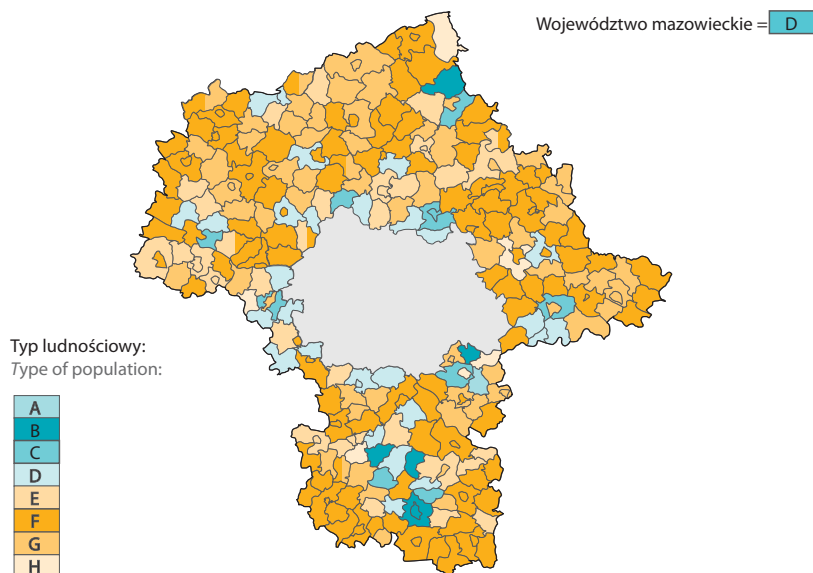 Województwo mazowieckie = D
Typ ludnościowy:
Type of population:
A
B
C
D
E
F
G
H